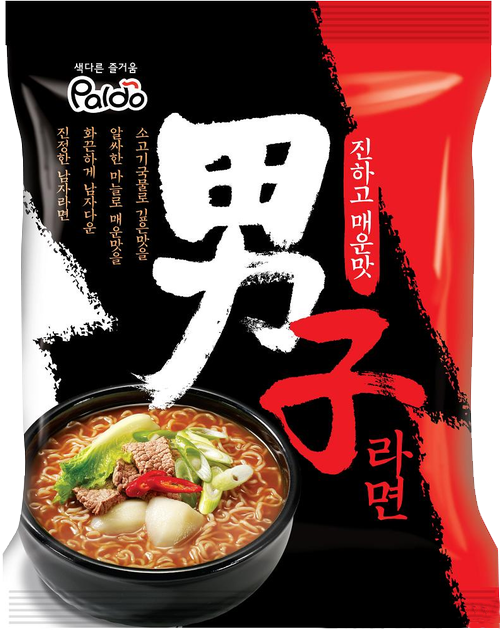 색다른 즐거움
Paldo
男子
라면
진하고 매운맛
소고기국물로 깊은맛을
알싸한 마늘로 매운맛을
화끈하게 남자다운
진정한 남자라면